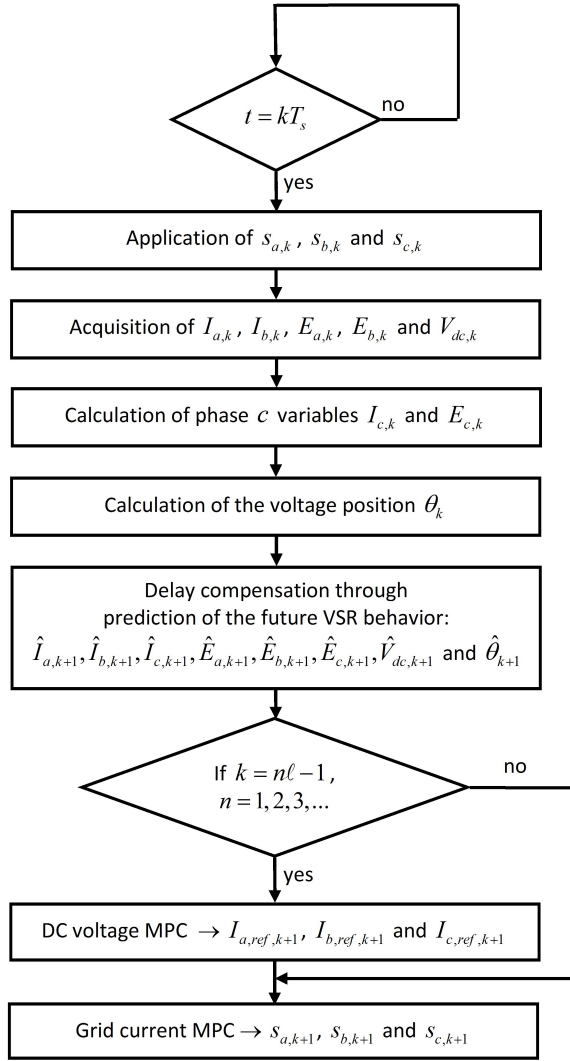 t = kTₛ
no
yes
Application of s_{a,k} , s_{b,k} and s_{c,k}
Acquisition of I_{a,k} , I_{b,k} , E_{a,k} , E_{b,k} and V_{dc,k}
Calculation of phase c variables I_{c,k} and E_{c,k}
Calculation of the voltage position θ_k
Delay compensation through
prediction of the future VSR behavior:
Î_{a,k+1}, Î_{b,k+1}, Î_{c,k+1}, Ê_{a,k+1}, Ê_{b,k+1}, Ê_{c,k+1}, V̂_{dc,k+1} and θ̂_{k+1}
If k = nℓ − 1 ,
n = 1, 2, 3, ...
no
yes
DC voltage MPC → I_{a,ref,k+1} , I_{b,ref,k+1} and I_{c,ref,k+1}
Grid current MPC → s_{a,k+1} , s_{b,k+1} and s_{c,k+1}